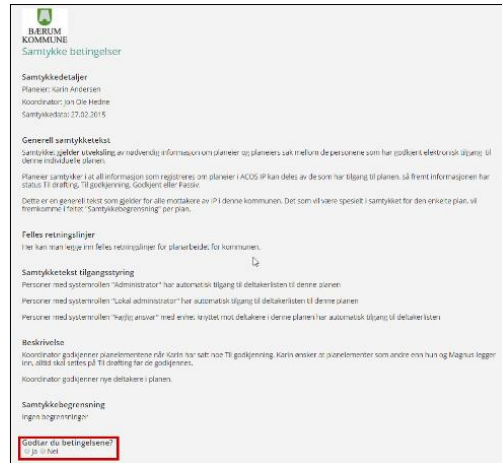 BÆRUM
KOMMUNE
Samtykke betingelser
Samtykkedetaljer
Planeier: Karin Andersen
Koordinator: Jon Ole Hedne
Samtykkedato: 27.02.2015
Generell samtykketekst
Samtykket gjelder utveksling av nødvendig informasjon om planeier og planeiers sak mellom de personene som har godkjent elektronisk tilgang til
denne individuelle planen.
Planeier samtykker i at all informasjon som registreres om planeier i ACOS IP kan deles av de som har tilgang til planen, så fremt informasjonen har
status Til drøfting, Til godkjenning, Godkjent eller Passiv.
Dette er en generell tekst som gjelder for alle mottakere av IP i denne kommunen. Det som vil være spesielt i samtykket for den enkelte plan, vil
fremkomme i feltet "Samtykkebegrensning" per plan.
Felles retningslinjer
Her kan man legge inn felles retningslinjer for planarbeidet for kommunen.
Samtykketekst tilgangsstyring
Personer med systemrollen "Administrator" har automatisk tilgang til deltakerlisten til denne planen
Personer med systemrollen "Lokal administrator" har automatisk tilgang til deltakerlisten til denne planen
Personer med systemrollen "Faglig ansvar" med enhet knyttet mot deltakere i denne planen har automatisk tilgang til deltakerlisten
Beskrivelse
Koordinator godkjenner planelementene når Karin har satt noe Til godkjenning. Karin ønsker at planelementer som andre enn hun og Magnus legger
inn, alltid skal settes på Til drøfting før de godkjennes.
Koordinator godkjenner nye deltakere i planen.
Samtykkebegrensning
Ingen begrensninger
Godtar du betingelsene?
Ja Nei